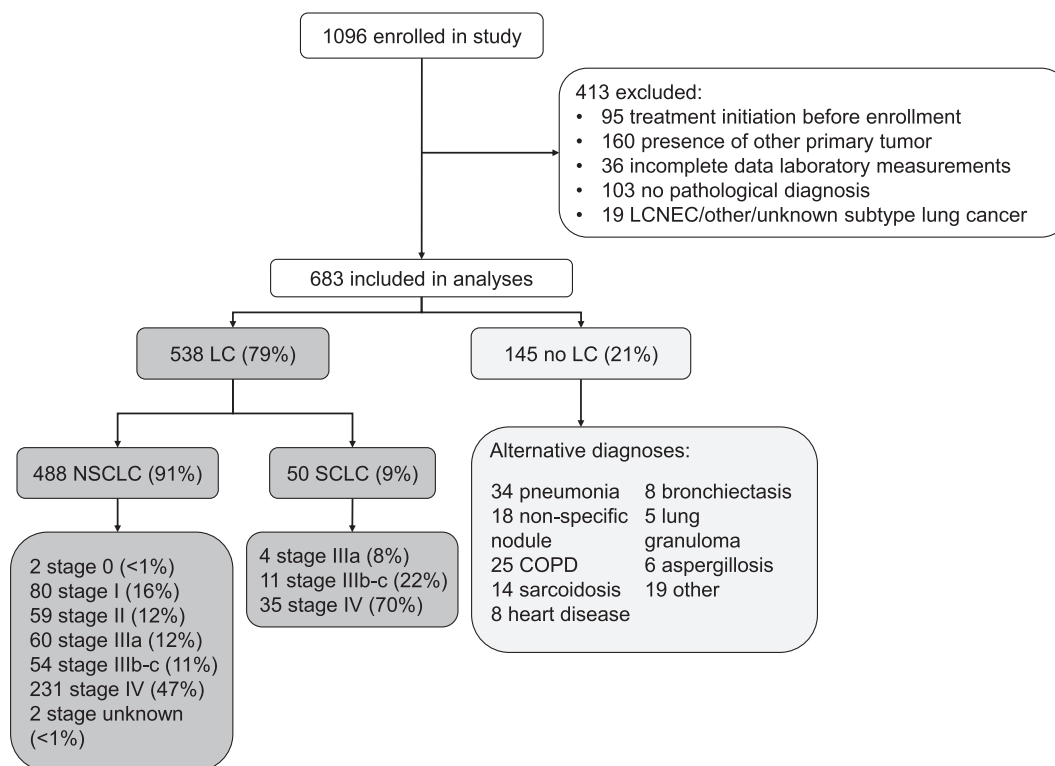 1096 enrolled in study
413 excluded:
• 95 treatment initiation before enrollment
• 160 presence of other primary tumor
• 36 incomplete data laboratory measurements
• 103 no pathological diagnosis
• 19 LCNEC/other/unknown subtype lung cancer
683 included in analyses
538 LC (79%)
145 no LC (21%)
488 NSCLC (91%)
50 SCLC (9%)
2 stage 0 (<1%)
80 stage I (16%)
59 stage II (12%)
60 stage IIIa (12%)
54 stage IIIb-c (11%)
231 stage IV (47%)
2 stage unknown
(<1%)
4 stage IIIa (8%)
11 stage IIIb-c (22%)
35 stage IV (70%)
Alternative diagnoses:
34 pneumonia
18 non-specific
nodule
25 COPD
14 sarcoidosis
8 heart disease
8 bronchiectasis
5 lung
granuloma
6 aspergillosis
19 other